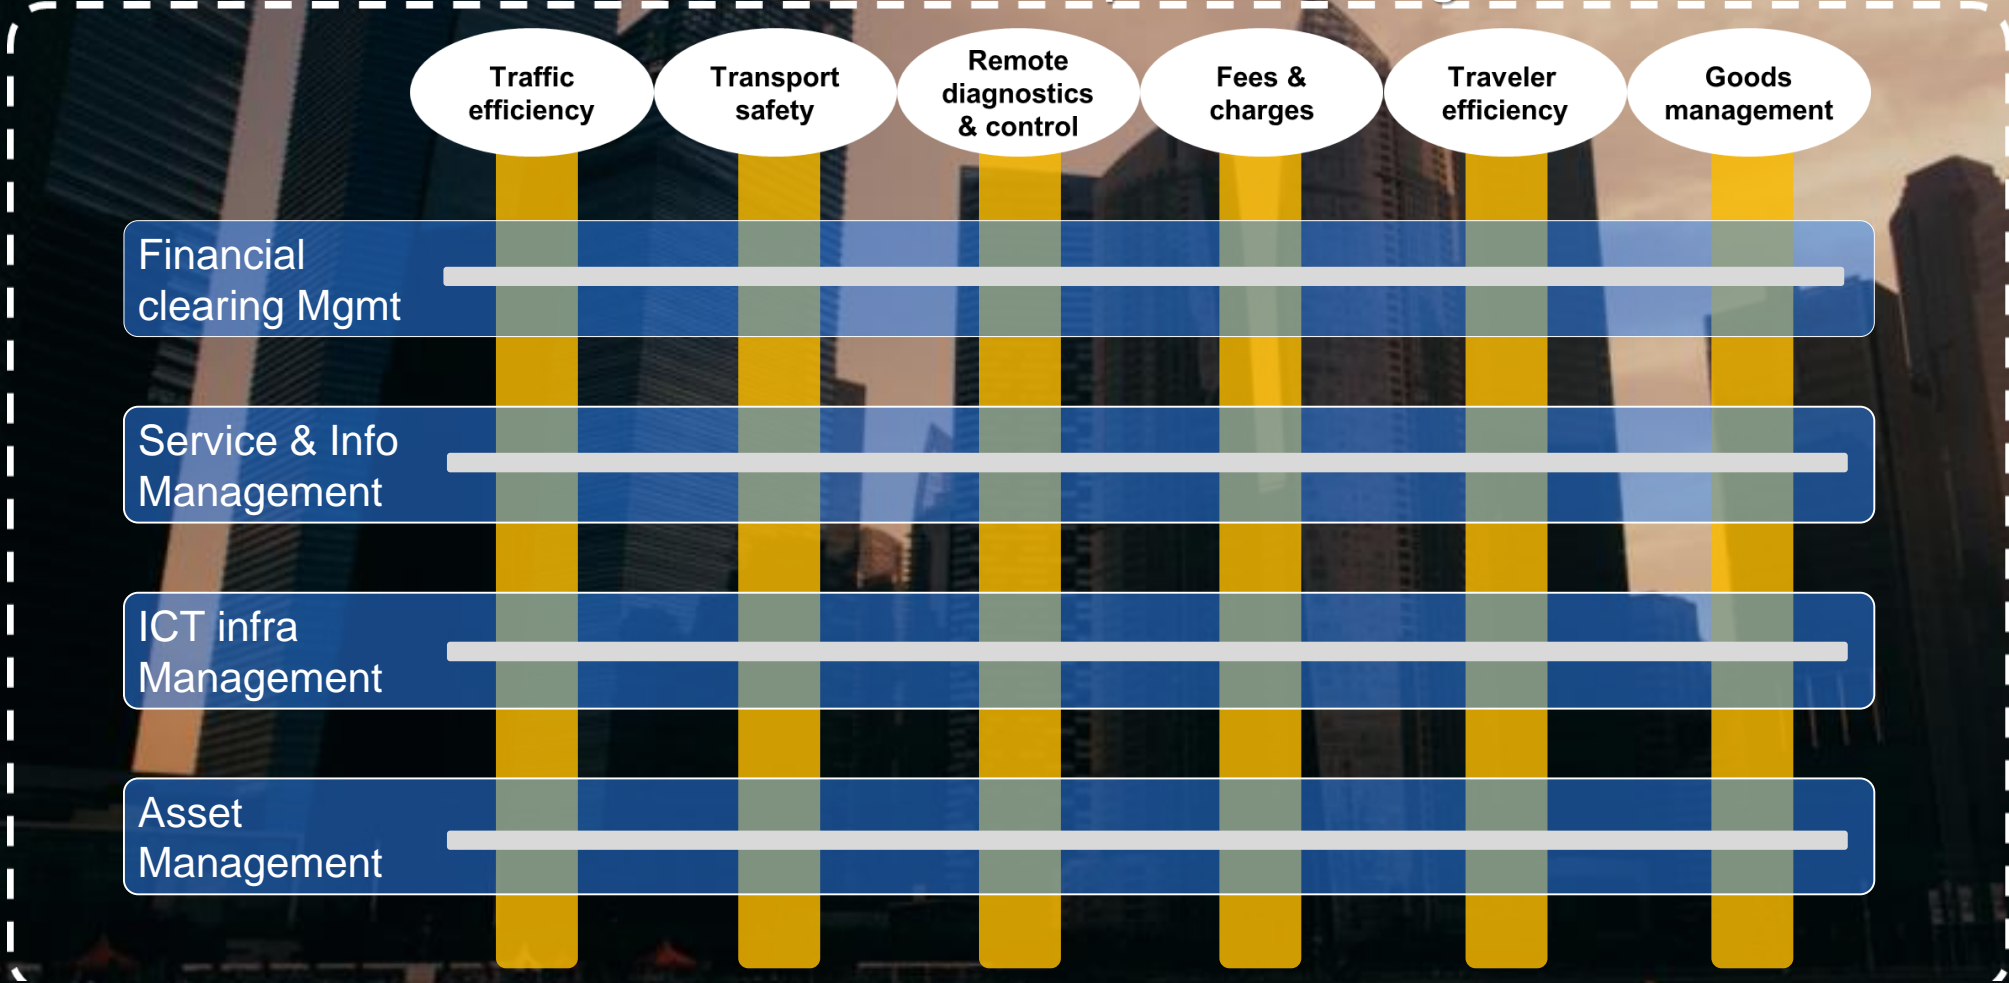 Traffic
efficiency
Transport
safety
Remote
diagnostics
& control
Fees &
charges
Traveler
efficiency
Goods
management
Financial
clearing Mgmt
Service & Info
Management
ICT infra
Management
Asset
Management